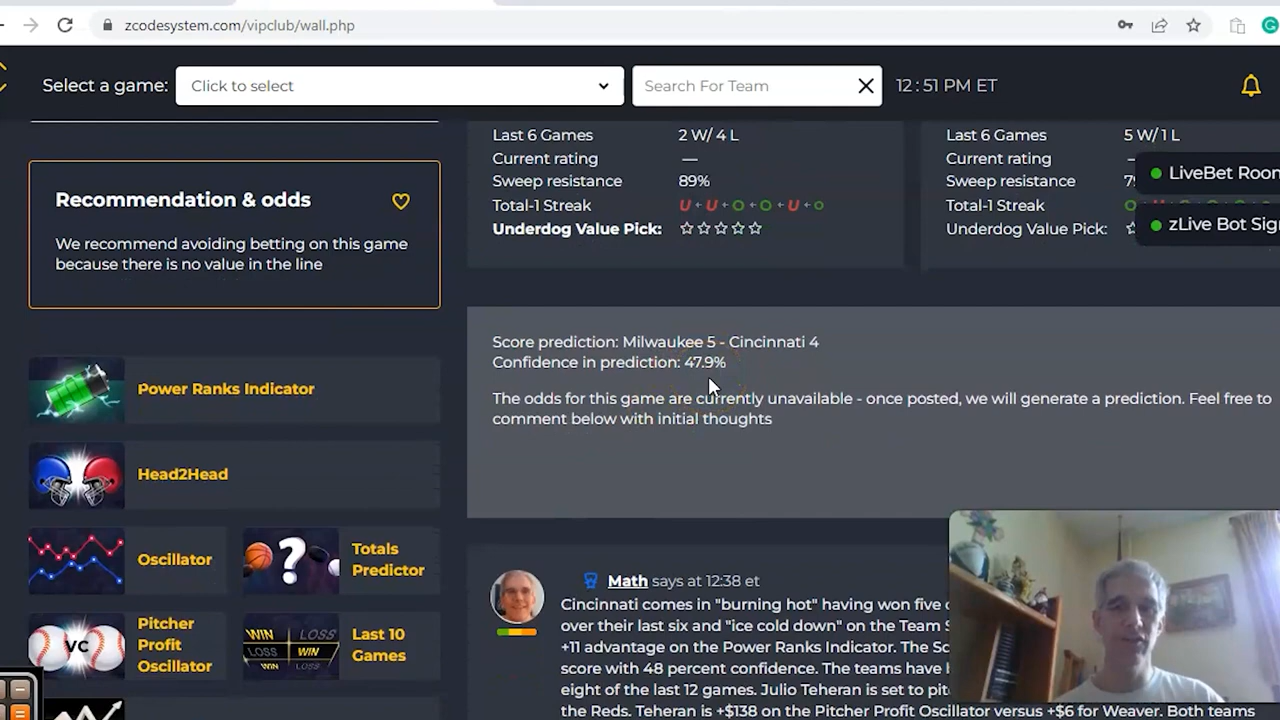 zcodesystem.com/vipclub/wall.php
Select a game: Click to select Search For Team 12:51 PM ET
Last 6 Games 2 W/ 4 L Last 6 Games 5 W/ 1 L
Current rating — Current rating
Sweep resistance 89% Sweep resistance
LiveBet Room
Total-1 Streak U + U + O + O + U + O Total-1 Streak
Underdog Value Pick: Underdog Value Pick:
zLive Bot
Recommendation & odds
We recommend avoiding betting on this game
because there is no value in the line
Score prediction: Milwaukee 5 - Cincinnati 4
Confidence in prediction: 47.9%
The odds for this game are currently unavailable - once posted, we will generate a prediction. Feel free to
comment below with initial thoughts
Power Ranks Indicator
Head2Head
Oscillator
Totals
Predictor
VC
Pitcher
Profit
Oscillator
WIN LOSS
LOSS WIN
WIN LOSS
Last 10
Games
Math says at 12:38 et
Cincinnati comes in "burning hot" having won five
over their last six and "ice cold down" on the Team
+11 advantage on the Power Ranks Indicator. The
score with 48 percent confidence. The teams have
eight of the last 12 games. Julio Teheran is set to
the Reds. Teheran is +$138 on the Pitcher Profit Oscillator versus +$6 for Weaver. Both teams